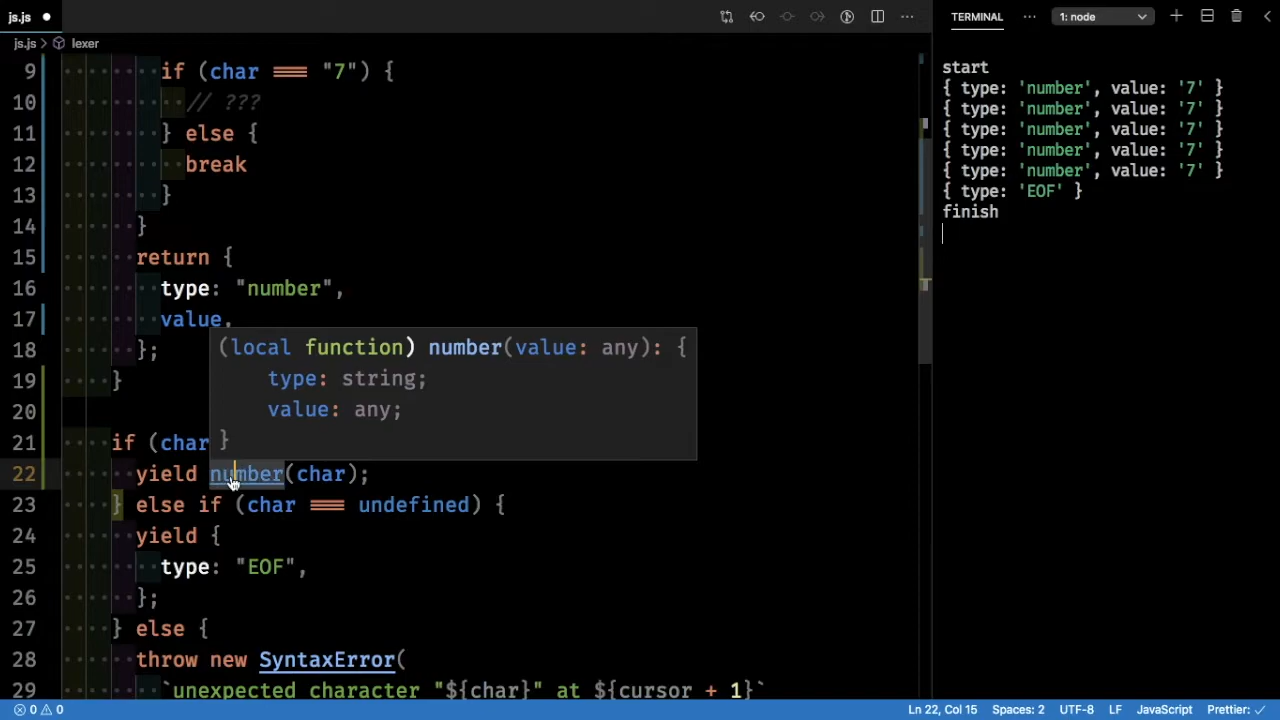 js.js ●
TERMINAL ··· 1: node
js.js > lexer
9 if (char === "7") {
10 // ???
11 } else {
12 break
13 }
14 }
15 return {
16 type: "number",
17 value,
18 };
19 }
20
21 if (char
22 yield number(char);
23 } else if (char === undefined) {
24 yield {
25 type: "EOF",
26 };
27 } else {
28 throw new SyntaxError(
29 `unexpected character "${char}" at ${cursor + 1}`
(local function) number(value: any): {
type: string;
value: any;
}
start
{ type: 'number', value: '7' }
{ type: 'number', value: '7' }
{ type: 'number', value: '7' }
{ type: 'number', value: '7' }
{ type: 'number', value: '7' }
{ type: 'EOF' }
finish
0 0 Ln 22, Col 15 Spaces: 2 UTF-8 LF JavaScript Prettier: ✓